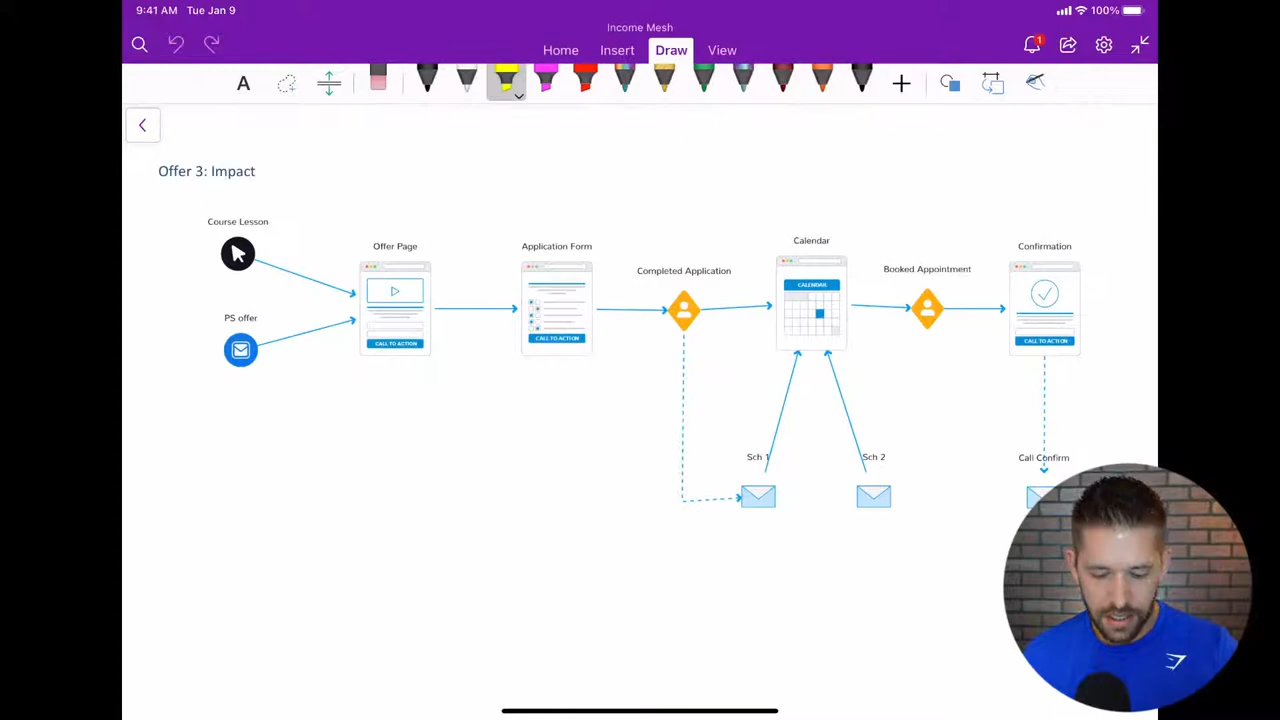 9:41 AM Tue Jan 9
100%
Income Mesh
Home Insert Draw View
1
A
Offer 3: Impact
Course Lesson
PS offer
Offer Page
CALL TO ACTION
Application Form
CALL TO ACTION
Completed Application
Calendar
CALENDAR
Booked Appointment
Confirmation
CALL TO ACTION
Sch 1
Sch 2
Call Confirm